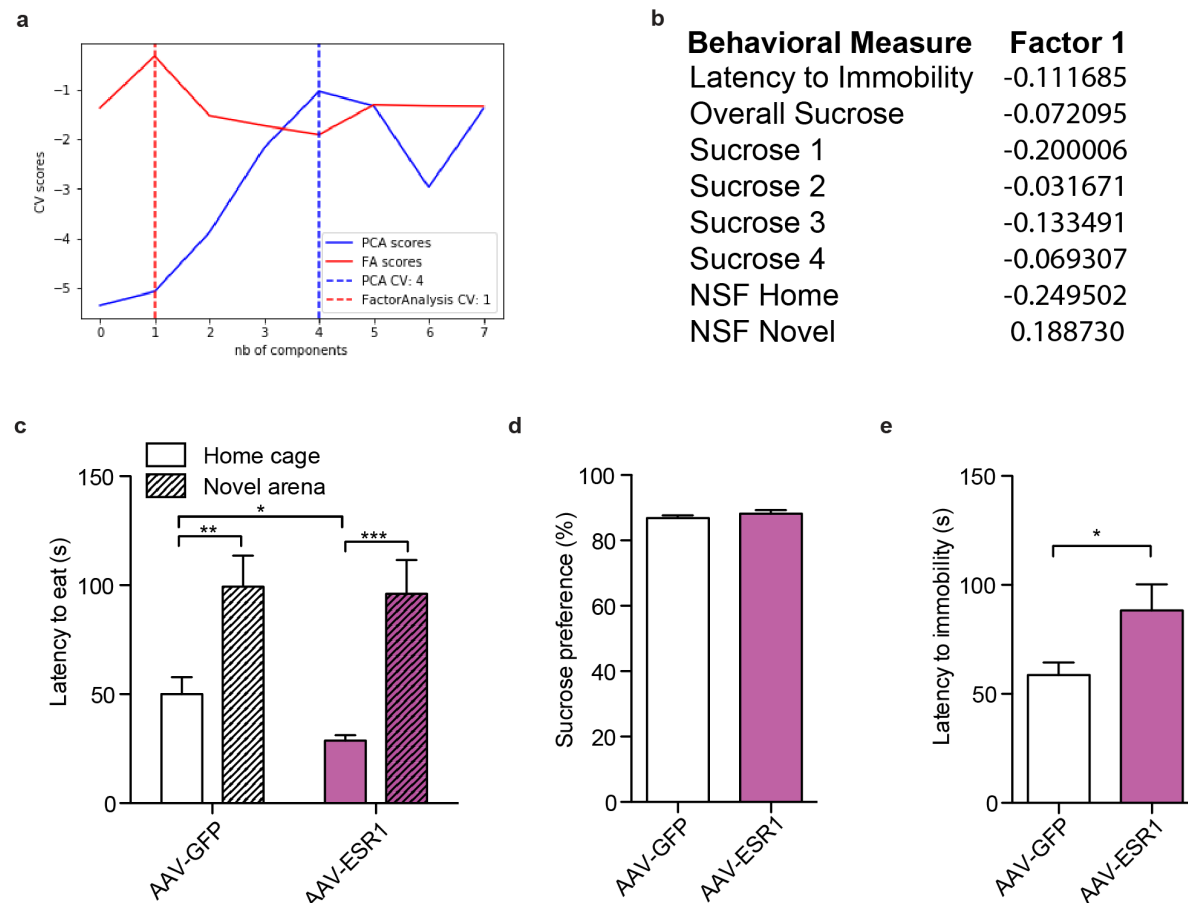 a
CV scores
−1
−2
−3
−4
−5
0 1 2 3 4 5 6 7
nb of components
PCA scores
FA scores
PCA CV: 4
FactorAnalysis CV: 1
b
Behavioral Measure Factor 1
Latency to Immobility -0.111685
Overall Sucrose -0.072095
Sucrose 1 -0.200006
Sucrose 2 -0.031671
Sucrose 3 -0.133491
Sucrose 4 -0.069307
NSF Home -0.249502
NSF Novel 0.188730
c
Home cage
Novel arena
Latency to eat (s)
150
100
50
0
*
**
***
AAV-GFP
AAV-ESR1
d
Sucrose preference (%)
100
80
60
40
20
0
AAV-GFP
AAV-ESR1
e
Latency to immobility (s)
150
100
50
0
*
AAV-GFP
AAV-ESR1